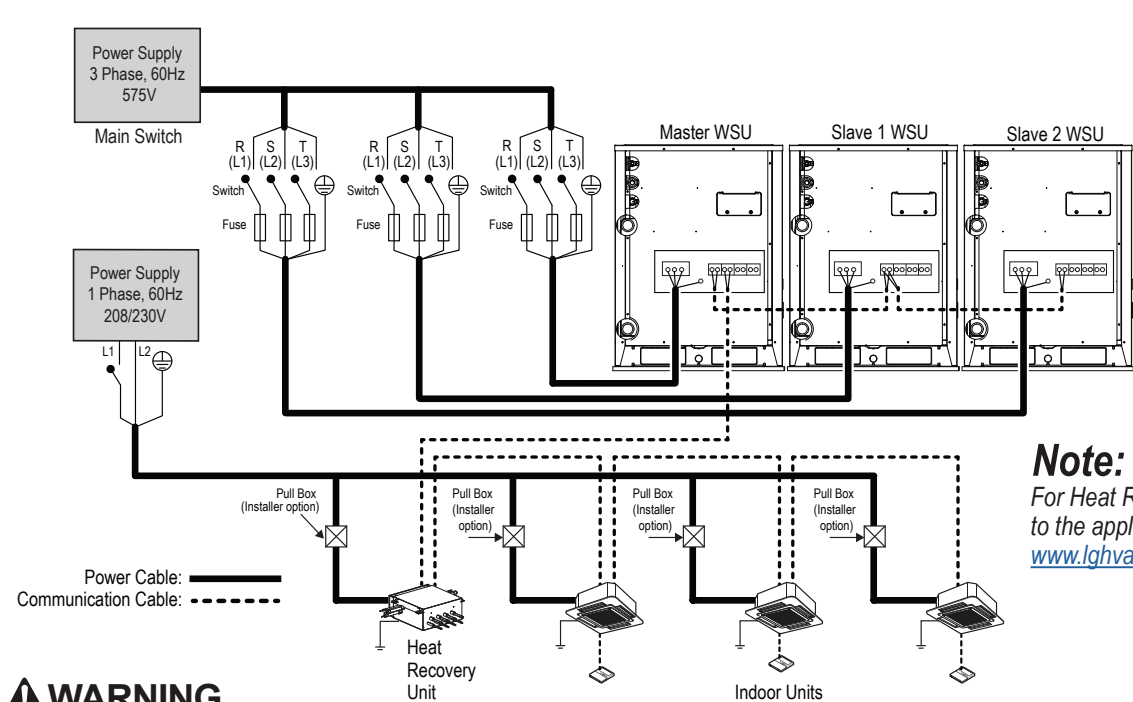 Power Supply
3 Phase, 60Hz
575V
Main Switch
R S T
(L1) (L2) (L3)
Switch
Fuse
R S T
(L1) (L2) (L3)
Switch
Fuse
R S T
(L1) (L2) (L3)
Switch
Fuse
Master WSU
Slave 1 WSU
Slave 2 WSU
Power Supply
1 Phase, 60Hz
208/230V
L1 L2
Note:
For Heat R
to the appl
www.lghva
Pull Box
(Installer option)
Pull Box
(Installer
option)
Pull Box
(Installer
option)
Pull Box
(Installer
option)
Power Cable:
Communication Cable:
Heat
Recovery
Unit
Indoor Units
WARNING